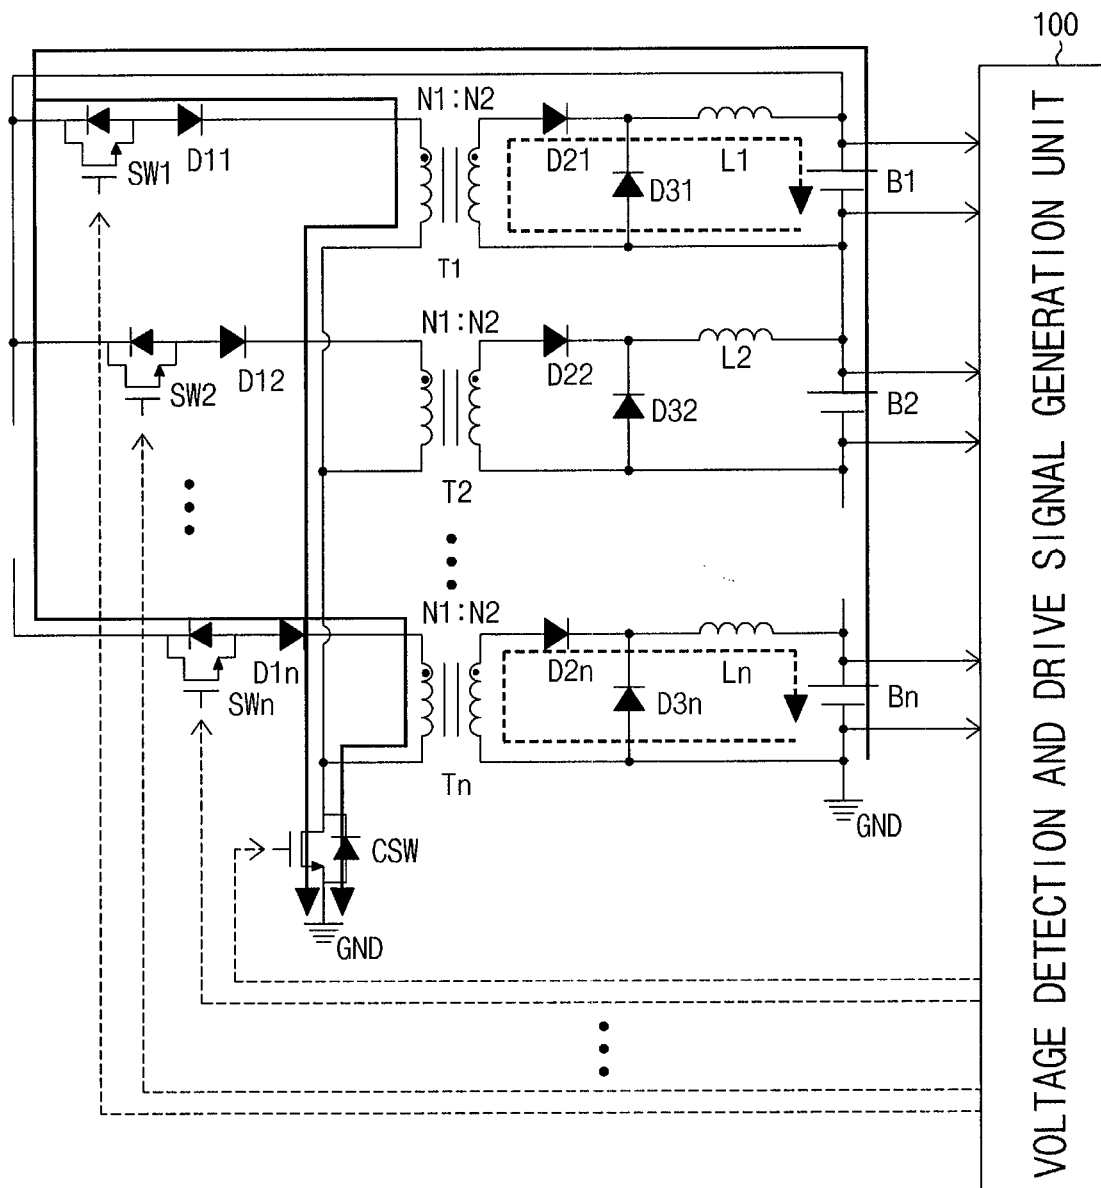 100
N1:N2
D11
SW1
D21
D31
L1
B1
T1
N1:N2
D12
SW2
D22
D32
L2
B2
T2
N1:N2
D1n
SWn
D2n
D3n
Ln
Bn
Tn
GND
CSW
GND
VOLTAGE DETECTION AND DRIVE SIGNAL GENERATION UNIT